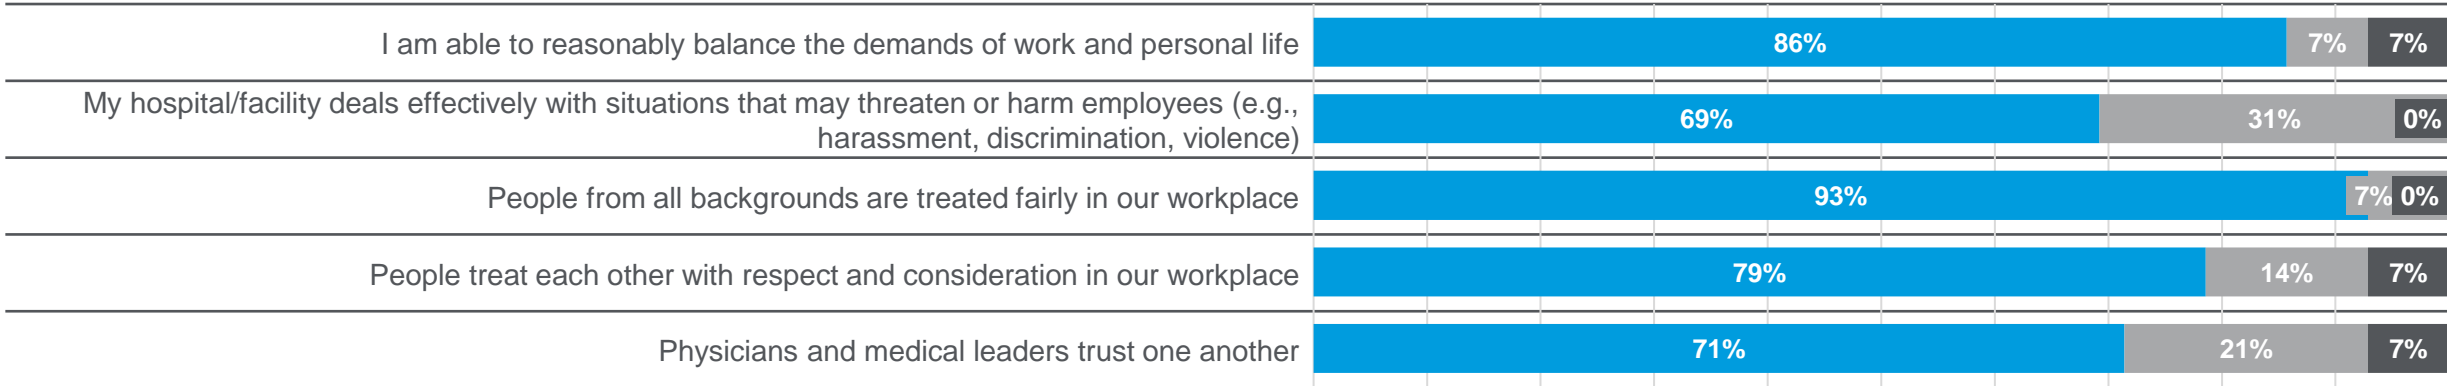 I am able to reasonably balance the demands of work and personal life 86% 7% 7%
My hospital/facility deals effectively with situations that may threaten or harm employees (e.g.,
harassment, discrimination, violence) 69% 31% 0%
People from all backgrounds are treated fairly in our workplace 93% 7% 0%
People treat each other with respect and consideration in our workplace 79% 14% 7%
Physicians and medical leaders trust one another 71% 21% 7%